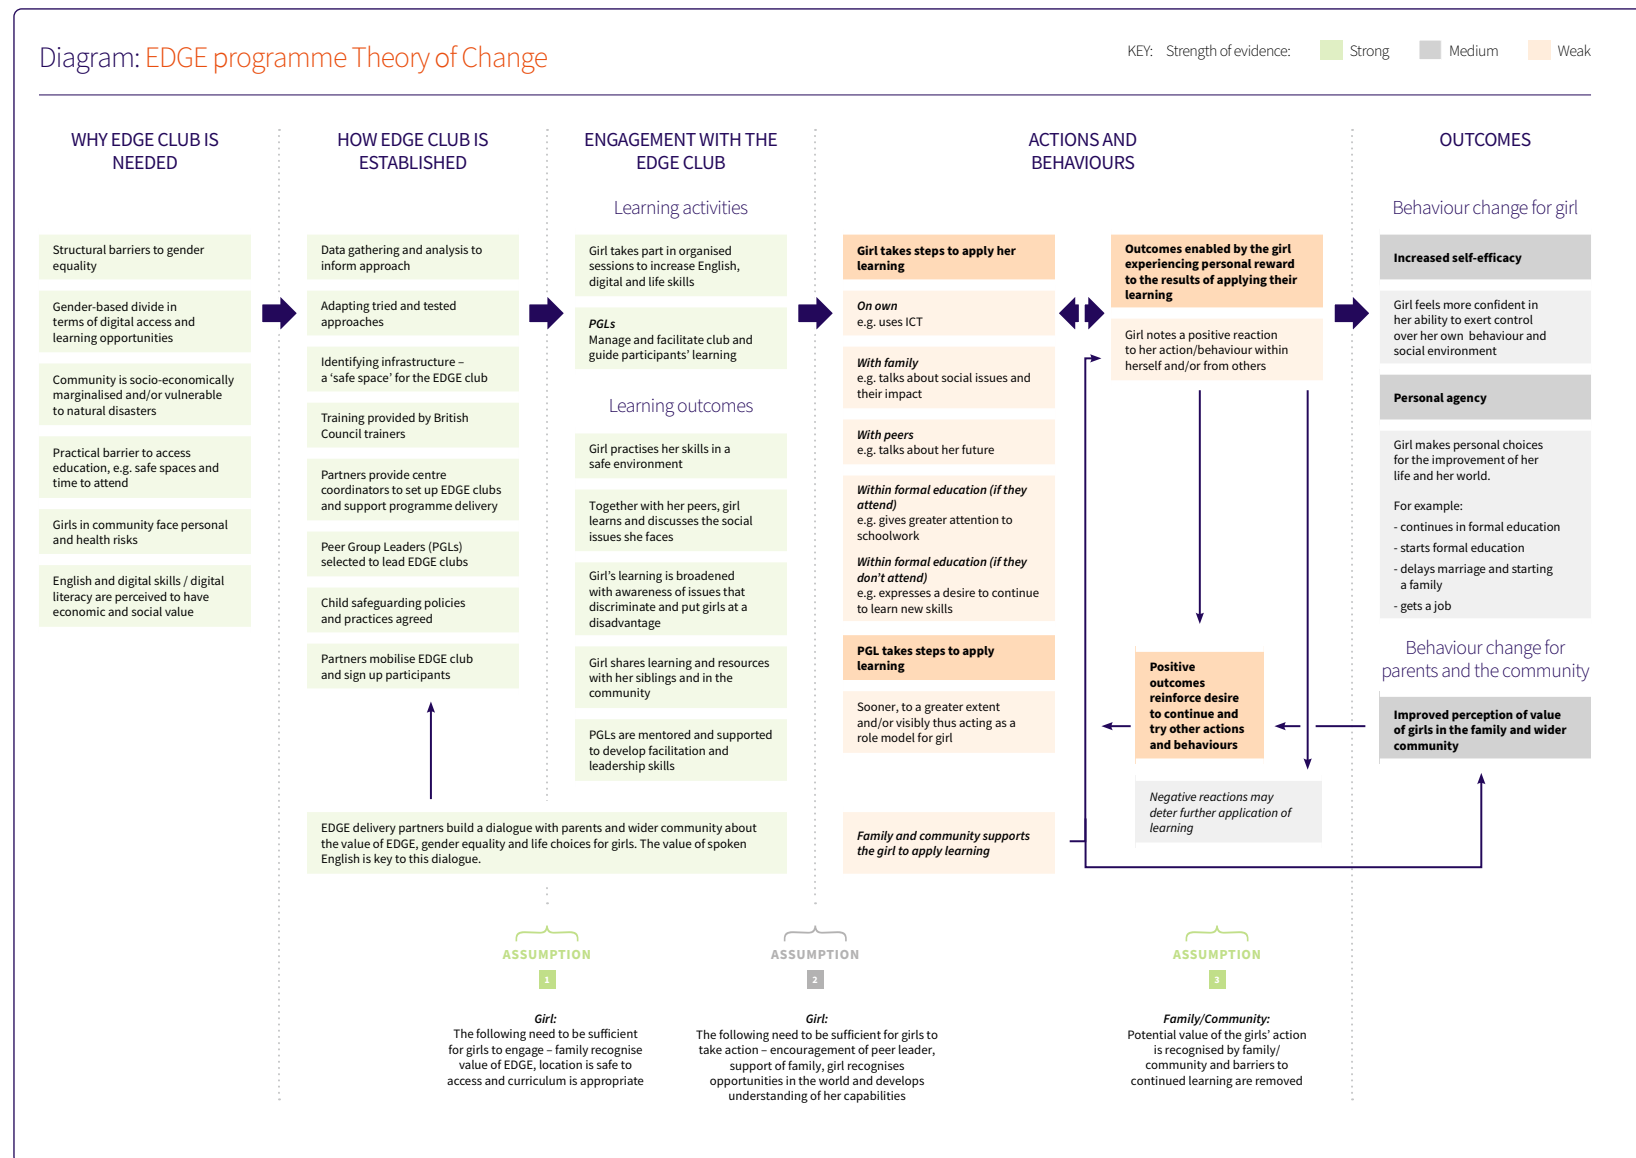 Diagram: EDGE programme Theory of Change
KEY: Strength of evidence: Strong Medium Weak
WHY EDGE CLUB IS
NEEDED
Structural barriers to gender
equality
Gender-based divide in
terms of digital access and
learning opportunities
Community is socio-economically
marginalised and/or vulnerable
to natural disasters
Practical barrier to access
education, e.g. safe spaces and
time to attend
Girls in community face personal
and health risks
English and digital skills / digital
literacy are perceived to have
economic and social value
HOW EDGE CLUB IS
ESTABLISHED
Data gathering and analysis to
inform approach
Adapting tried and tested
approaches
Identifying infrastructure –
a ‘safe space’ for the EDGE club
Training provided by British
Council trainers
Partners provide centre
coordinators to set up EDGE clubs
and support programme delivery
Peer Group Leaders (PGLs)
selected to lead EDGE clubs
Child safeguarding policies
and practices agreed
Partners mobilise EDGE club
and sign up participants
ENGAGEMENT WITH THE
EDGE CLUB
Learning activities
Girl takes part in organised
sessions to increase English,
digital and life skills
PGLs
Manage and facilitate club and
guide participants’ learning
Learning outcomes
Girl practises her skills in a
safe environment
Together with her peers, girl
learns and discusses the social
issues she faces
Girl’s learning is broadened
with awareness of issues that
discriminate and put girls at a
disadvantage
Girl shares learning and resources
with her siblings and in the
community
PGLs are mentored and supported
to develop facilitation and
leadership skills
EDGE delivery partners build a dialogue with parents and wider community about
the value of EDGE, gender equality and life choices for girls. The value of spoken
English is key to this dialogue.
ACTIONS AND
BEHAVIOURS
Girl takes steps to apply her
learning
On own
e.g. uses ICT
With family
e.g. talks about social issues and
their impact
With peers
e.g. talks about her future
Within formal education (if they
attend)
e.g. gives greater attention to
schoolwork
Within formal education (if they
don’t attend)
e.g. expresses a desire to continue
to learn new skills
PGL takes steps to apply
learning
Sooner, to a greater extent
and/or visibly thus acting as a
role model for girl
Family and community supports
the girl to apply learning
Outcomes enabled by the girl
experiencing personal reward
to the results of applying their
learning
Girl notes a positive reaction
to her action/behaviour within
herself and/or from others
Positive
outcomes
reinforce desire
to continue and
try other actions
and behaviours
Negative reactions may
deter further application of
learning
OUTCOMES
Behaviour change for girl
Increased self-efficacy
Girl feels more confident in
her ability to exert control
over her own behaviour and
social environment
Personal agency
Girl makes personal choices
for the improvement of her
life and her world.
For example:
- continues in formal education
- starts formal education
- delays marriage and starting
a family
- gets a job
Behaviour change for
parents and the community
Improved perception of value
of girls in the family and wider
community
ASSUMPTION
1
Girl:
The following need to be sufficient
for girls to engage – family recognise
value of EDGE, location is safe to
access and curriculum is appropriate
ASSUMPTION
2
Girl:
The following need to be sufficient for girls to
take action – encouragement of peer leader,
support of family, girl recognises
opportunities in the world and develops
understanding of her capabilities
ASSUMPTION
3
Family/Community:
Potential value of the girls’ action
is recognised by family/
community and barriers to
continued learning are removed